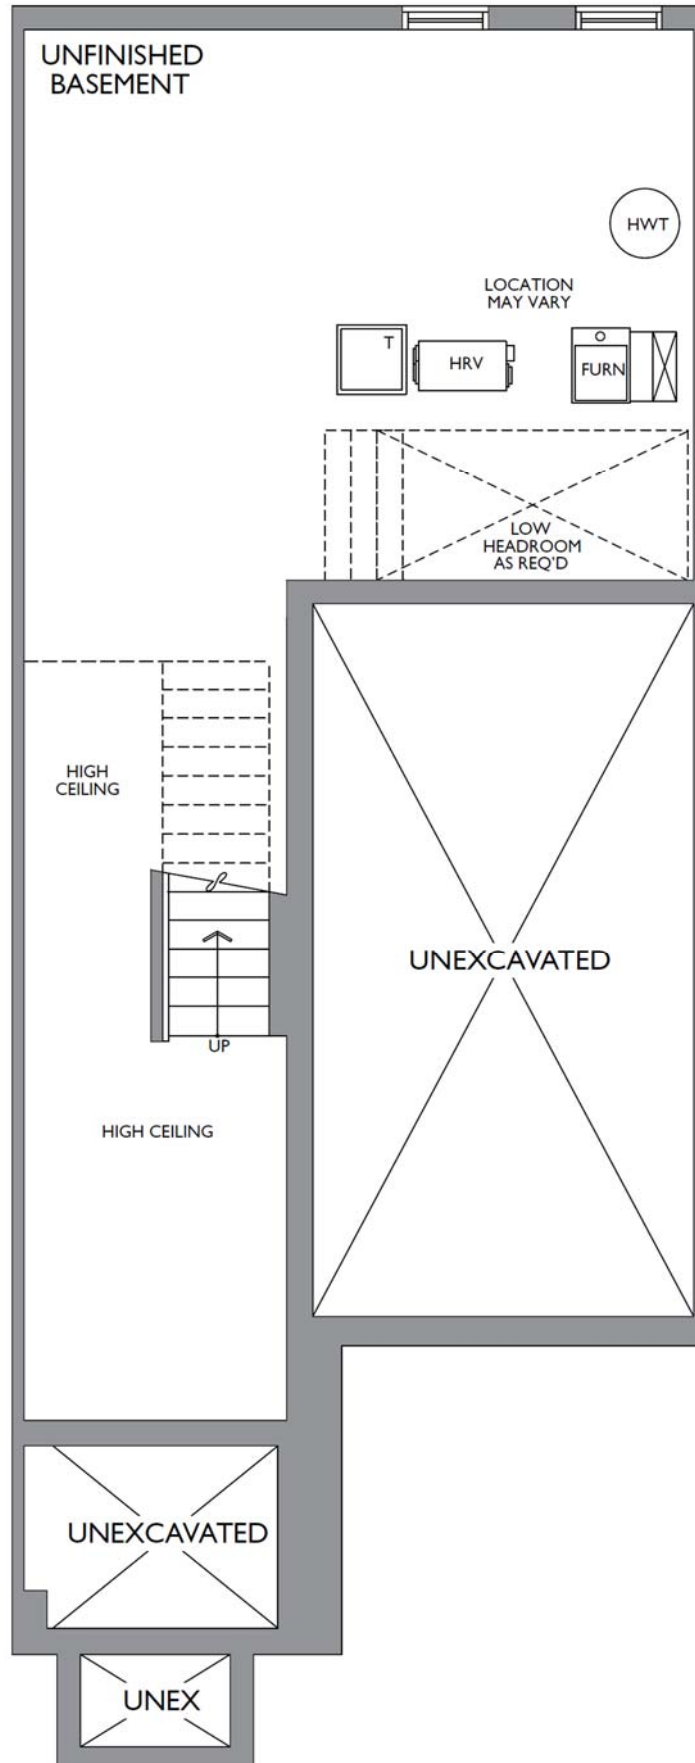 UNFINISHED
BASEMENT
HWT
LOCATION
MAY VARY
T
HRV
FURN
LOW
HEADROOM
AS REQ'D
HIGH
CEILING
UNEXCAVATED
UP
HIGH CEILING
UNEXCAVATED
UNEX